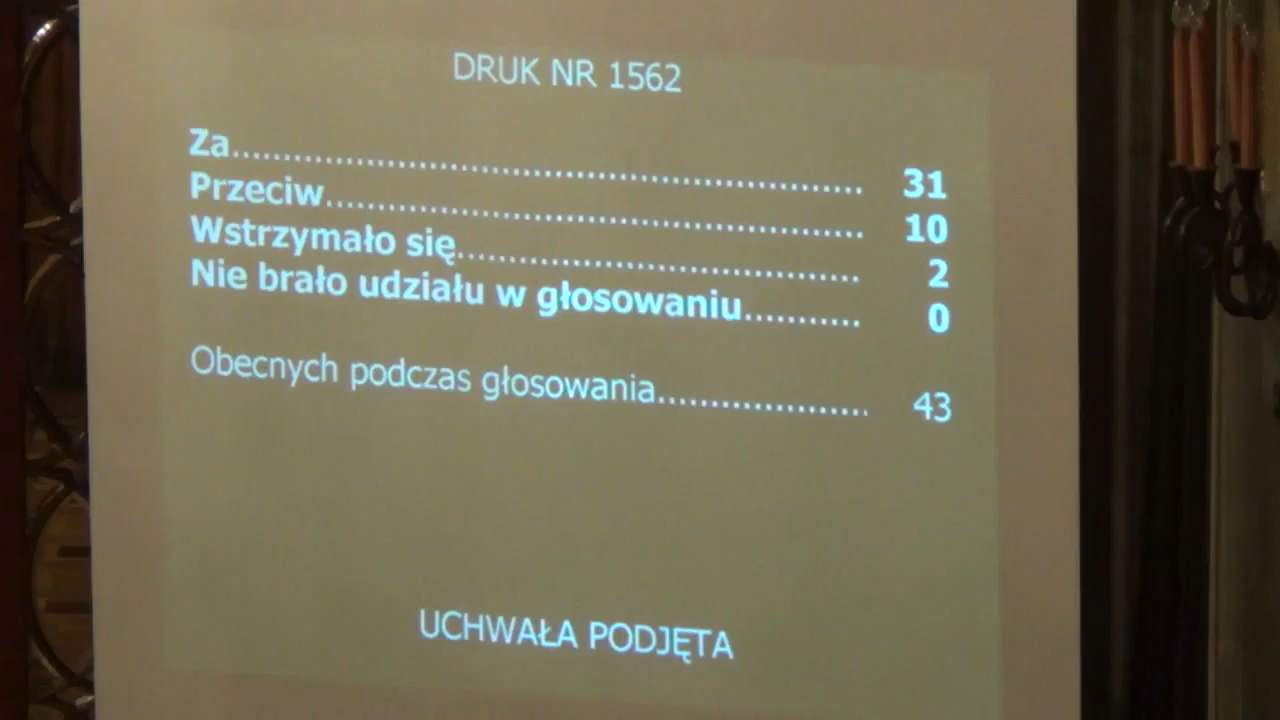 DRUK NR 1562
Za............................................................... 31
Przeciw...................................................... 10
Wstrzymało się........................................ 2
Nie brało udziału w głosowaniu........... 0
Obecnych podczas głosowania................... 43
UCHWAŁA PODJĘTA